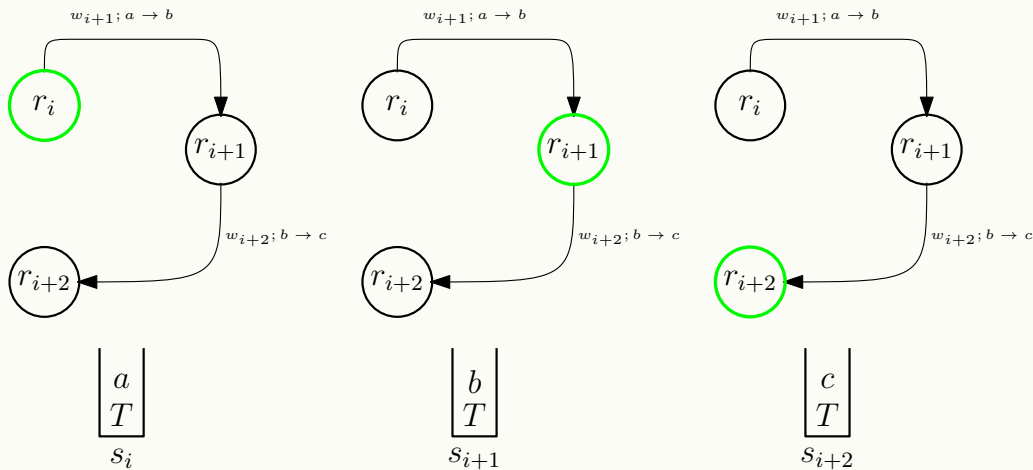 w_{i+1}; a → b
r_i
r_{i+1}
w_{i+2}; b → c
r_{i+2}
a
T
s_i
w_{i+1}; a → b
r_i
r_{i+1}
w_{i+2}; b → c
r_{i+2}
b
T
s_{i+1}
w_{i+1}; a → b
r_i
r_{i+1}
w_{i+2}; b → c
r_{i+2}
c
T
s_{i+2}